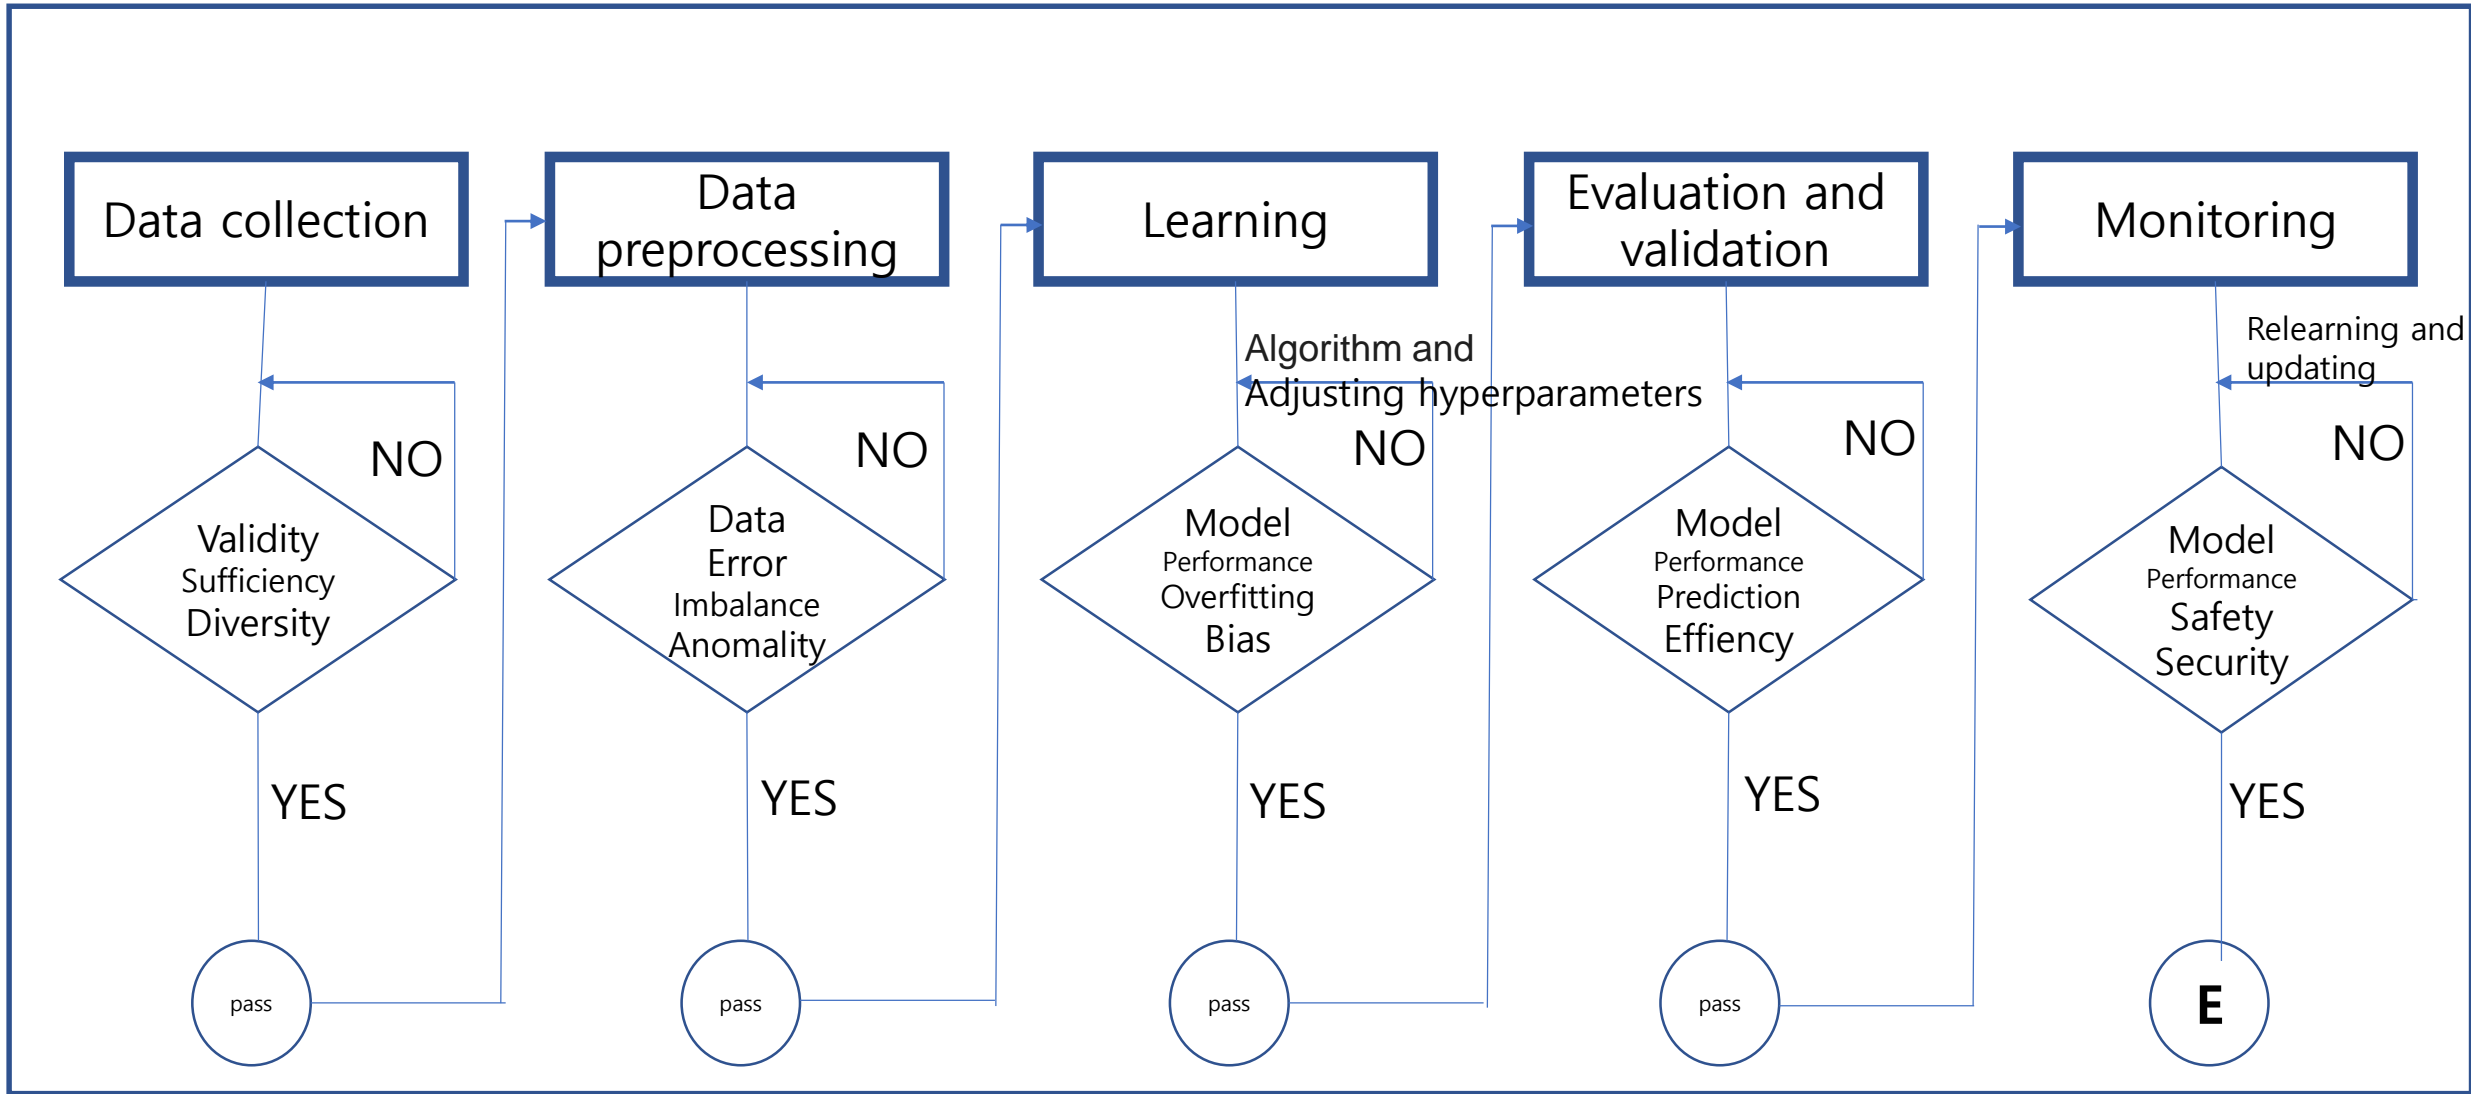 Data collection
NO
Validity
Sufficiency
Diversity
YES
pass
Data
preprocessing
NO
Data
Error
Imbalance
Anomality
YES
pass
Learning
Algorithm and
Adjusting hyperparameters
NO
Model
Performance
Overfitting
Bias
YES
pass
Evaluation and
validation
NO
Model
Performance
Prediction
Effiency
YES
pass
Monitoring
Relearning and
updating
NO
Model
Performance
Safety
Security
YES
E